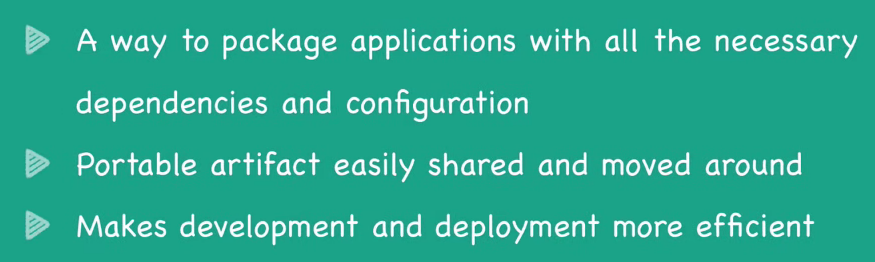 A way to package applications with all the necessary
dependencies and configuration
Portable artifact easily shared and moved around
Makes development and deployment more efficient